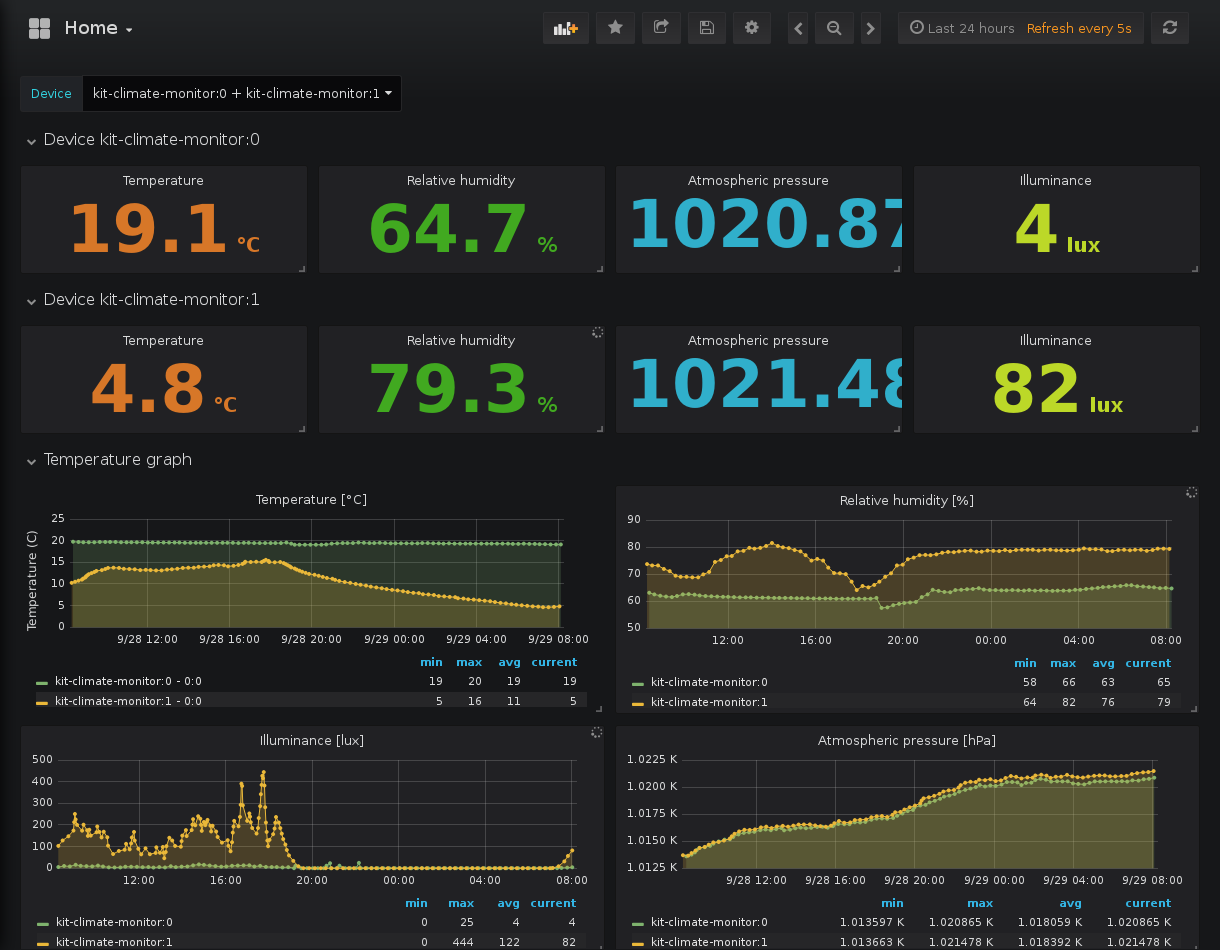 Home
Last 24 hours Refresh every 5s
Device kit-climate-monitor:0 + kit-climate-monitor:1
Device kit-climate-monitor:0
Temperature Relative humidity Atmospheric pressure Illuminance
19.1 °C 64.7 % 1020.87 4 lux
Device kit-climate-monitor:1
Temperature Relative humidity Atmospheric pressure Illuminance
4.8 °C 79.3 % 1021.48 82 lux
Temperature graph
Temperature [°C]
Temperature (C)
25
20
15
10
5
0
9/28 12:00 9/28 16:00 9/28 20:00 9/29 00:00 9/29 04:00 9/29 08:00
min max avg current
kit-climate-monitor:0 - 0:0 19 20 19 19
kit-climate-monitor:1 - 0:0 5 16 11 5
Relative humidity [%]
90
80
70
60
50
12:00 16:00 20:00 00:00 04:00 08:00
min max avg current
kit-climate-monitor:0 58 66 63 65
kit-climate-monitor:1 64 82 76 79
Illuminance [lux]
500
400
300
200
100
0
12:00 16:00 20:00 00:00 04:00 08:00
min max avg current
kit-climate-monitor:0 0 25 4 4
kit-climate-monitor:1 0 444 122 82
Atmospheric pressure [hPa]
1.0225 K
1.0200 K
1.0175 K
1.0150 K
1.0125 K
9/28 12:00 9/28 16:00 9/28 20:00 9/29 00:00 9/29 04:00 9/29 08:00
min max avg current
kit-climate-monitor:0 1.013597 K 1.020865 K 1.018059 K 1.020865 K
kit-climate-monitor:1 1.013663 K 1.021478 K 1.018392 K 1.021478 K